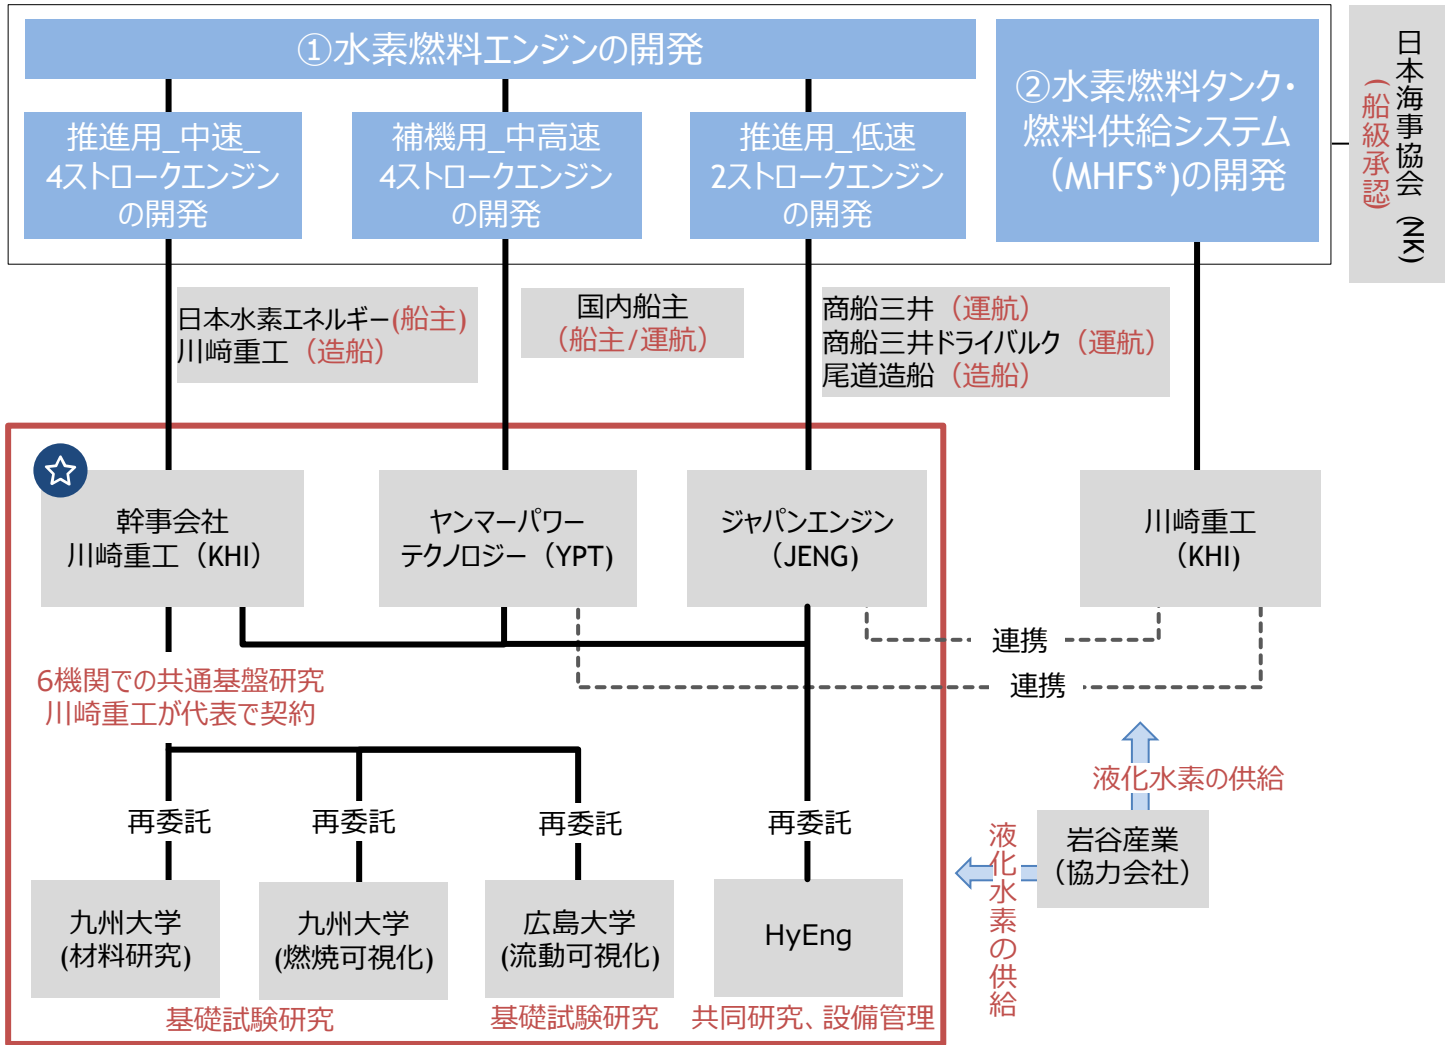 ①水素燃料エンジンの開発
推進用_中速_
4ストロークエンジン
の開発
補機用_中高速
4ストロークエンジン
の開発
推進用_低速
2ストロークエンジン
の開発
②水素燃料タンク・
燃料供給システム
（MHFS*)の開発
日本海事協会（NK)
(船級承認)
日本水素エネルギー(船主)
川﨑重工（造船）
国内船主
（船主/運航）
商船三井（運航）
商船三井ドライバルク（運航）
尾道造船（造船）
幹事会社
川崎重工（KHI）
ヤンマーパワー
テクノロジー（YPT)
ジャパンエンジン
（JENG)
川崎重工
（KHI)
連携
連携
6機関での共通基盤研究
川崎重工が代表で契約
再委託
再委託
再委託
再委託
液化水素の供給
岩谷産業
（協力会社）
液化水素の供給
九州大学
(材料研究)
九州大学
(燃焼可視化)
広島大学
(流動可視化)
HyEng
基礎試験研究
基礎試験研究
共同研究、設備管理